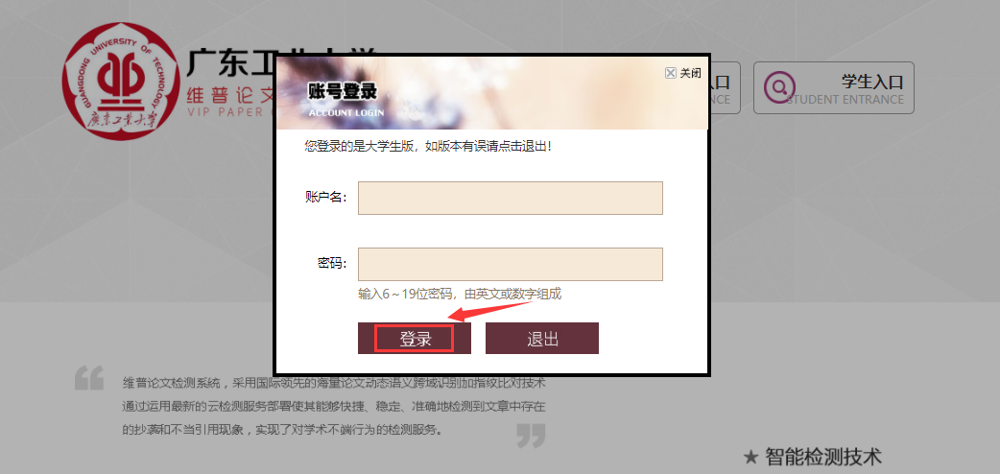 GUANGDONG UNIVERSITY OF TECHNOLOGY
广东工业大学
广东工业大学
维普论文
VIP PAPER
入口
NCE
学生入口
STUDENT ENTRANCE
关闭
账号登录
ACCOUNT LOGIN
您登录的是大学生版，如版本有误请点击退出！
账户名：
密码：
输入6～19位密码，由英文或数字组成
登录
退出
维普论文检测系统，采用国际领先的海量论文动态语义跨域识别加指纹比对技术
通过运用最新的云检测服务部署使其能够快捷、稳定、准确地检测到文章中存在
的抄袭和不当引用现象，实现了对学术不端行为的检测服务。
★ 智能检测技术